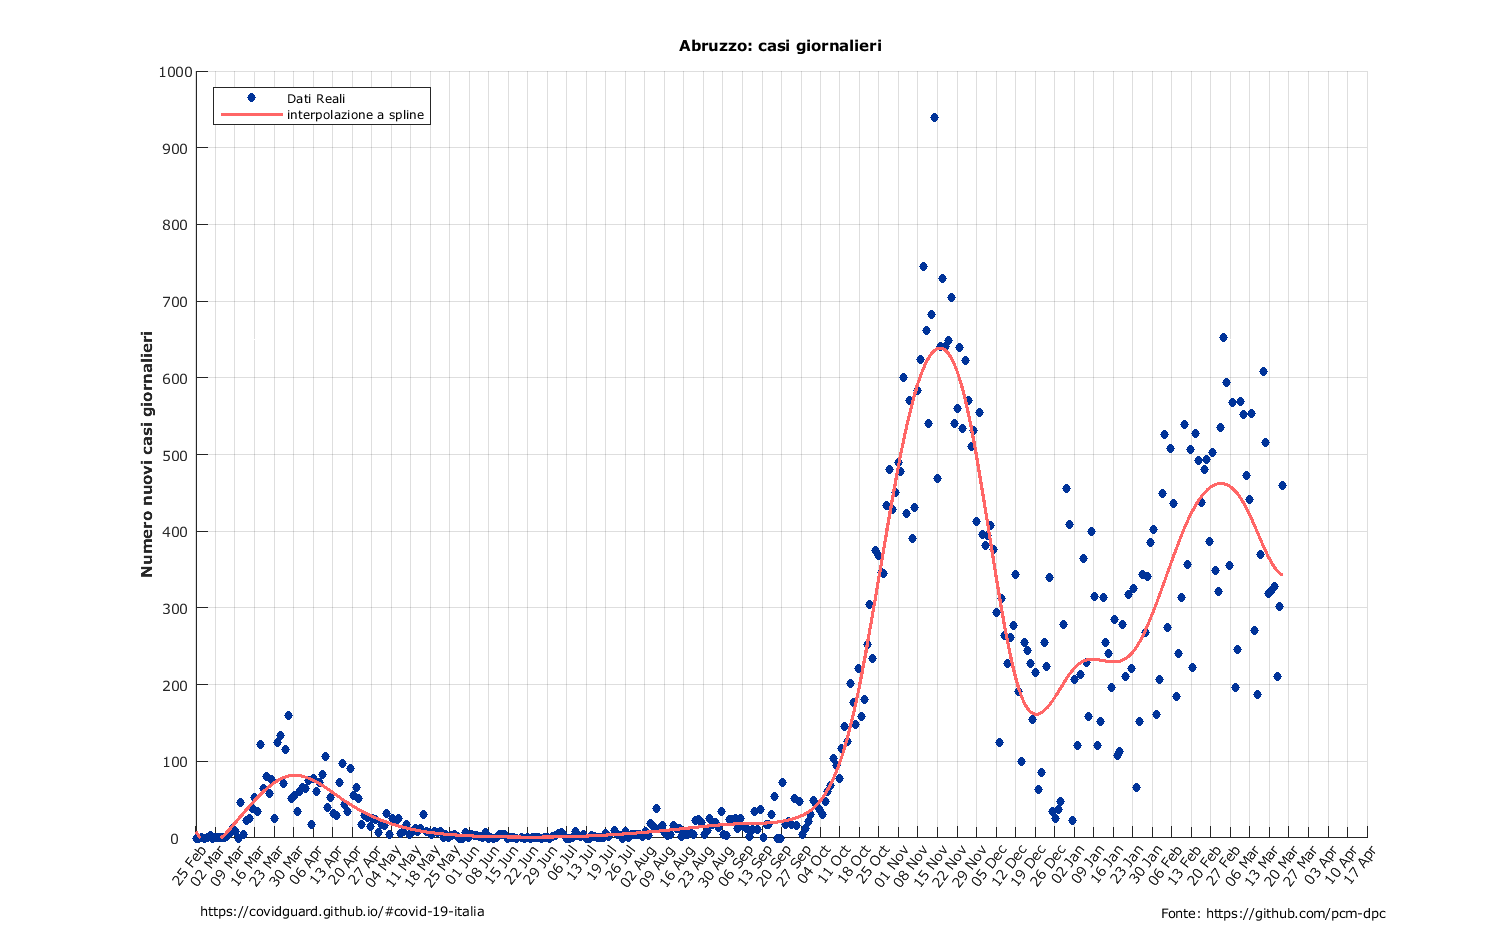 Abruzzo: casi giornalieri
1000
900
800
700
600
500
400
300
200
100
0
Dati Reali
interpolazione a spline
Numero nuovi casi giornalieri
25 Feb
02 Mar
09 Mar
16 Mar
23 Mar
30 Mar
06 Apr
13 Apr
20 Apr
27 Apr
04 May
11 May
18 May
25 May
01 Jun
08 Jun
15 Jun
22 Jun
29 Jun
06 Jul
13 Jul
19 Jul
26 Jul
02 Aug
09 Aug
16 Aug
23 Aug
30 Aug
06 Sep
13 Sep
20 Sep
27 Sep
04 Oct
11 Oct
18 Oct
25 Oct
01 Nov
08 Nov
15 Nov
22 Nov
29 Nov
05 Dec
12 Dec
19 Dec
26 Dec
02 Jan
09 Jan
16 Jan
23 Jan
30 Jan
06 Feb
13 Feb
20 Feb
27 Feb
06 Mar
13 Mar
20 Mar
27 Mar
03 Apr
10 Apr
17 Apr
https://covidguard.github.io/#covid-19-italia
Fonte: https://github.com/pcm-dpc